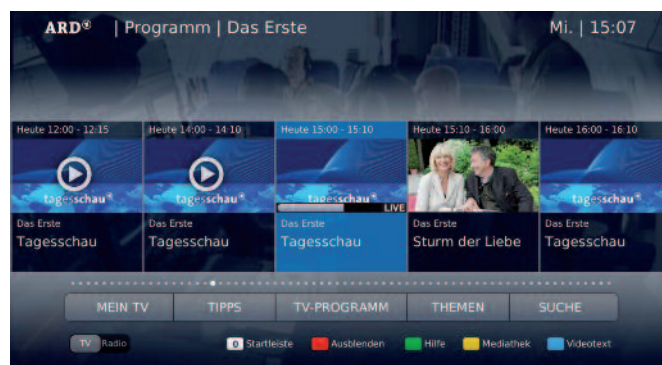 ARD® | Programm | Das Erste
Mi. | 15:07
Heute 12:00 - 12:15
Heute 14:00 - 14:10
Heute 15:00 - 15:10
Heute 15:10 - 16:00
Heute 16:00 - 16:10
tagesschau
tagesschau
tagesschau
tagesschau
LIVE
Das Erste
Das Erste
Das Erste
Das Erste
Das Erste
Tagesschau
Tagesschau
Tagesschau
Sturm der Liebe
Tagesschau
MEIN TV
TIPPS
TV-PROGRAMM
THEMEN
SUCHE
TV Radio
0 Startleiste
Ausblenden
Hilfe
Mediathek
Videotext